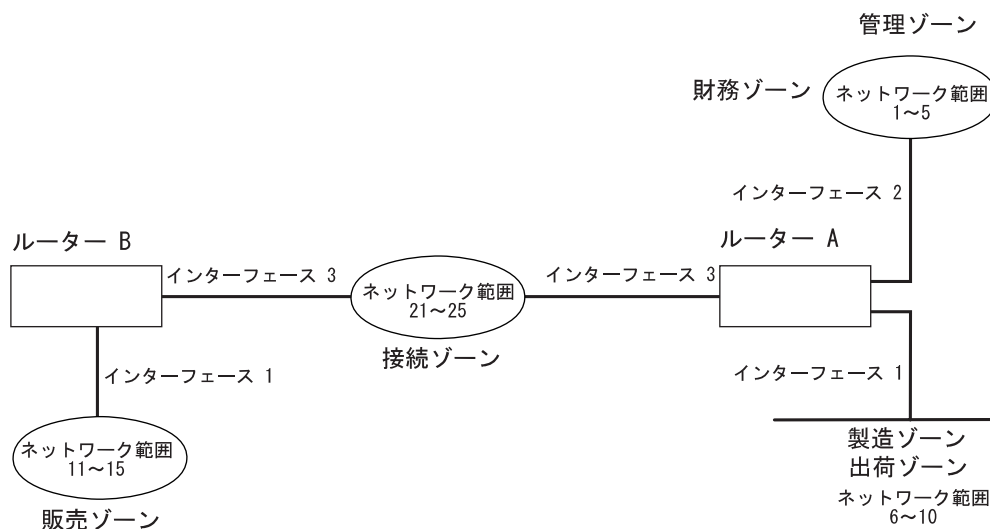 管理ゾーン
財務ゾーン
ネットワーク範囲
1～5
インターフェース 2
ルーター B
ルーター A
インターフェース 3
ネットワーク範囲
21～25
インターフェース 3
接続ゾーン
インターフェース 1
インターフェース 1
ネットワーク範囲
11～15
販売ゾーン
製造ゾーン
出荷ゾーン
ネットワーク範囲
6～10